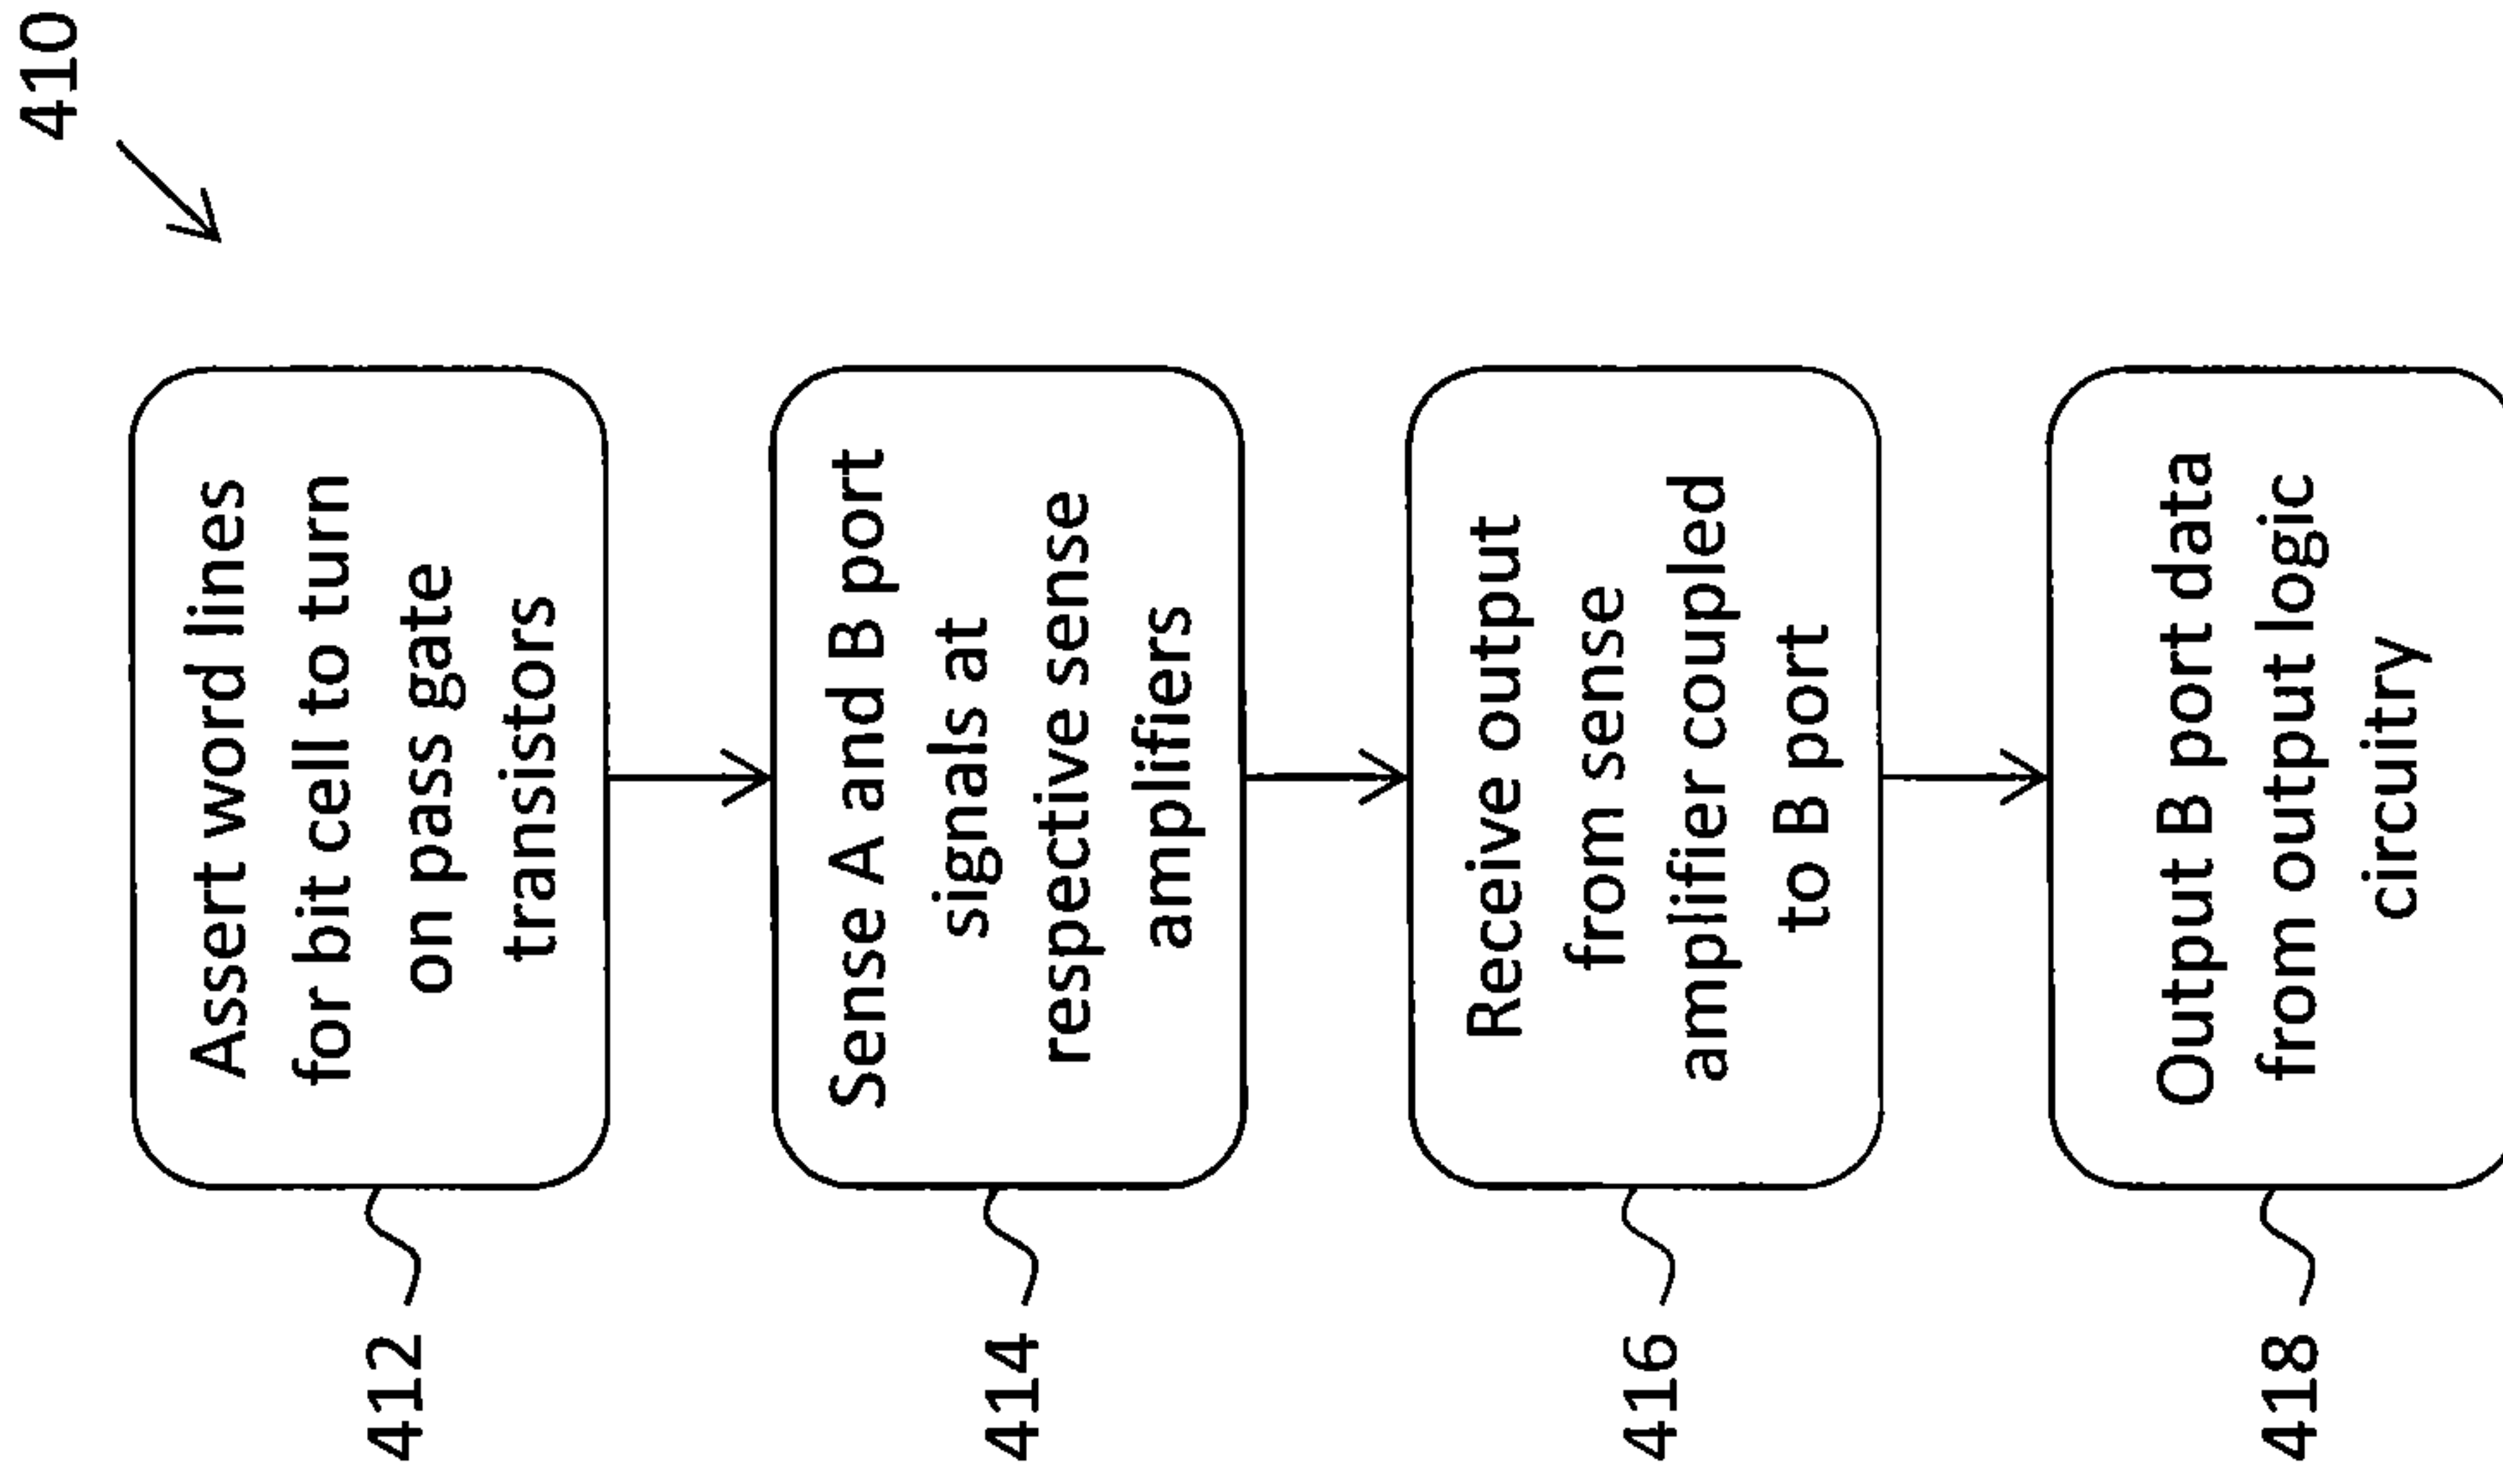 410
412
Assert word lines
for bit cell to turn
on pass gate
transistors
414
Sense A and B port
signals at
respective sense
amplifiers
416
Receive output
from sense
amplifier coupled
to B port
418
Output B port data
from output logic
circuitry